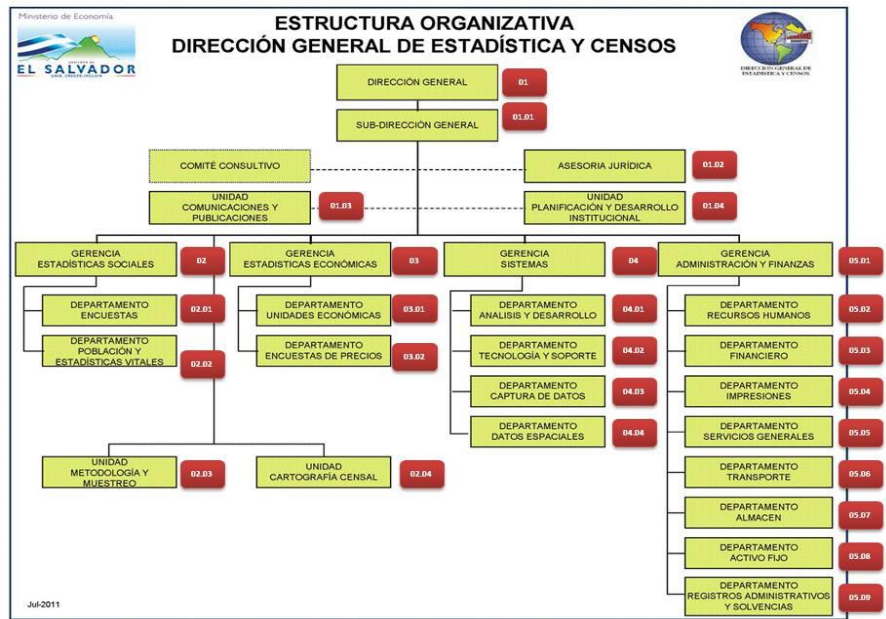 Ministerio de Economía
EL SALVADOR
ESTRUCTURA ORGANIZATIVA
DIRECCIÓN GENERAL DE ESTADÍSTICA Y CENSOS
DIRECCIÓN GENERAL DE
ESTADÍSTICA Y CENSOS
DIRECCIÓN GENERAL
01
SUB-DIRECCIÓN GENERAL
01.01
COMITÉ CONSULTIVO
ASESORIA JURÍDICA
01.02
UNIDAD
COMUNICACIONES Y
PUBLICACIONES
01.03
UNIDAD
PLANIFICACIÓN Y DESARROLLO
INSTITUCIONAL
01.04
GERENCIA
ESTADÍSTICAS SOCIALES
02
GERENCIA
ESTADISTICAS ECONÓMICAS
03
GERENCIA
SISTEMAS
04
GERENCIA
ADMINISTRACIÓN Y FINANZAS
05.01
DEPARTAMENTO
ENCUESTAS
02.01
DEPARTAMENTO
UNIDADES ECONÓMICAS
03.01
DEPARTAMENTO
ANALISIS Y DESARROLLO
04.01
DEPARTAMENTO
RECURSOS HUMANOS
05.02
DEPARTAMENTO
POBLACIÓN Y
ESTADÍSTICAS VITALES
02.02
DEPARTAMENTO
ENCUESTAS DE PRECIOS
03.02
DEPARTAMENTO
TECNOLOGÍA Y SOPORTE
04.02
DEPARTAMENTO
FINANCIERO
05.03
DEPARTAMENTO
CAPTURA DE DATOS
04.03
DEPARTAMENTO
IMPRESIONES
05.04
DEPARTAMENTO
DATOS ESPACIALES
04.04
DEPARTAMENTO
SERVICIOS GENERALES
05.05
UNIDAD
METODOLOGÍA Y
MUESTREO
02.03
UNIDAD
CARTOGRAFÍA CENSAL
02.04
DEPARTAMENTO
TRANSPORTE
05.06
DEPARTAMENTO
ALMACEN
05.07
DEPARTAMENTO
ACTIVO FIJO
05.08
DEPARTAMENTO
REGISTROS ADMINISTRATIVOS
Y SOLVENCIAS
05.09
Jul-2011